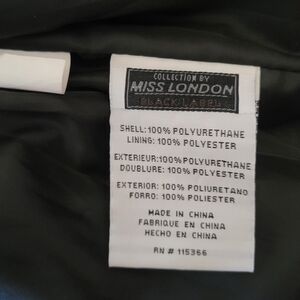 COLLECTION BY
MISS LONDON
BLACK LABEL
SHELL: 100% POLYURETHANE
LINING: 100% POLYESTER
EXTERIEUR: 100% POLYURETHANE
DOUBLURE: 100% POLYESTER
EXTERIOR: 100% POLIURETANO
FORRO: 100% POLIESTER
MADE IN CHINA
FABRIQUE EN CHINA
HECHO EN CHINA
RN # 115366